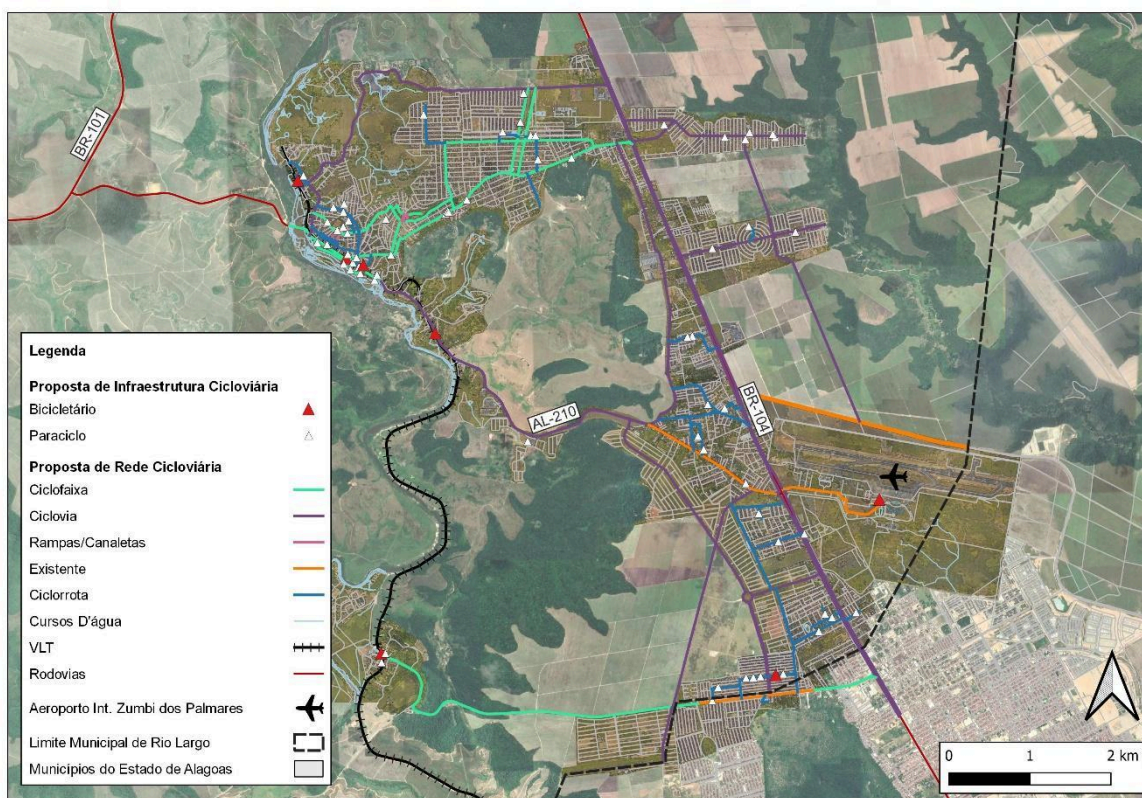 BR-101
AL-210
BR-104
Legenda
Proposta de Infraestrutura Cicloviária
Bicicletário
Paraciclo
Proposta de Rede Cicloviária
Ciclofaixa
Ciclovia
Rampas/Canaletas
Existente
Ciclorrota
Cursos D'água
VLT
Rodovias
Aeroporto Int. Zumbi dos Palmares
Limite Municipal de Rio Largo
Municípios do Estado de Alagoas
0 1 2 km